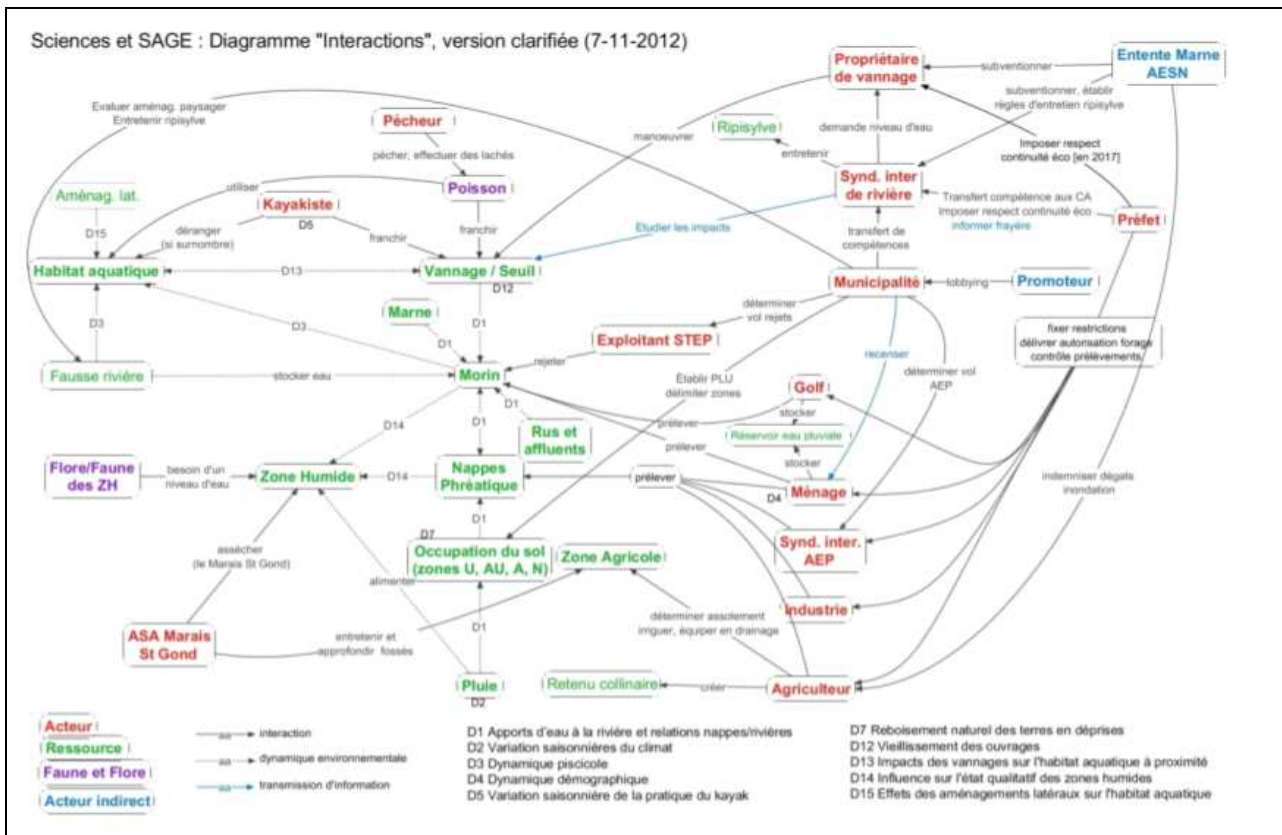 Sciences et SAGE : Diagramme "Interactions", version clarifiée (7-11-2012)
Propriétaire
de vannage
subventionner
Entente Marne
AESN
Evaluer aménag. paysager
Entretenir ripisylve
Pêcheur
manoeuvrer
Ripisylve
demande niveau d'eau
subventionner, établir
règles d'entretien ripisylve
pêcher, effectuer des lachés
entretenir
Imposer respect
continuité éco [en 2017]
Aménag. lat.
utiliser
Poisson
Kayakiste
D5
Synd. inter
de rivière
Transfert compétence aux CA
Imposer respect continuité éco
informer frayère
Préfet
D15
déranger
(si surnombre)
franchir
franchir
Etudier les impacts
transfert de
compétences
Habitat aquatique
D13
Vannage / Seuil
D12
Municipalité
lobbying
Promoteur
D3
D3
Marne
D1
D1
déterminer
vol rejets
Exploitant STEP
recenser
fixer restrictions
délivrer autorisation forage
contrôle prélèvements
Fausse rivière
stocker eau
Morin
rejeter
Établir PLU
délimiter zones
Golf
déterminer vol
AEP
D14
D1
D1
prélever
stocker
Rus et
affluents
prélever
Réservoir eau pluviale
stocker
Flore/Faune
des ZH
besoin d'un
niveau d'eau
Zone Humide
D14
Nappes
Phréatique
prélever
D4
Ménage
indemniser dégats
inondation
D1
D7
assécher
(le Marais St Gond)
Occupation du sol
(zones U, AU, A, N)
Zone Agricole
Synd. inter.
AEP
alimenter
Industrie
D1
déterminer assolement
irriguer, équiper en drainage
ASA Marais
St Gond
entretenir et
approfondir fossés
Pluie
D2
Retenu collinaire
créer
Agriculteur
Acteur
Ressource
Faune et Flore
Acteur indirect
aa interaction
aa dynamique environnementale
aa transmission d'information
D1 Apports d'eau à la rivière et relations nappes/rivières
D2 Variation saisonnières du climat
D3 Dynamique piscicole
D4 Dynamique démographique
D5 Variation saisonnière de la pratique du kayak
D7 Reboisement naturel des terres en déprises
D12 Vieillissement des ouvrages
D13 Impacts des vannages sur l'habitat aquatique à proximité
D14 Influence sur l'état qualitatif des zones humides
D15 Effets des aménagements latéraux sur l'habitat aquatique